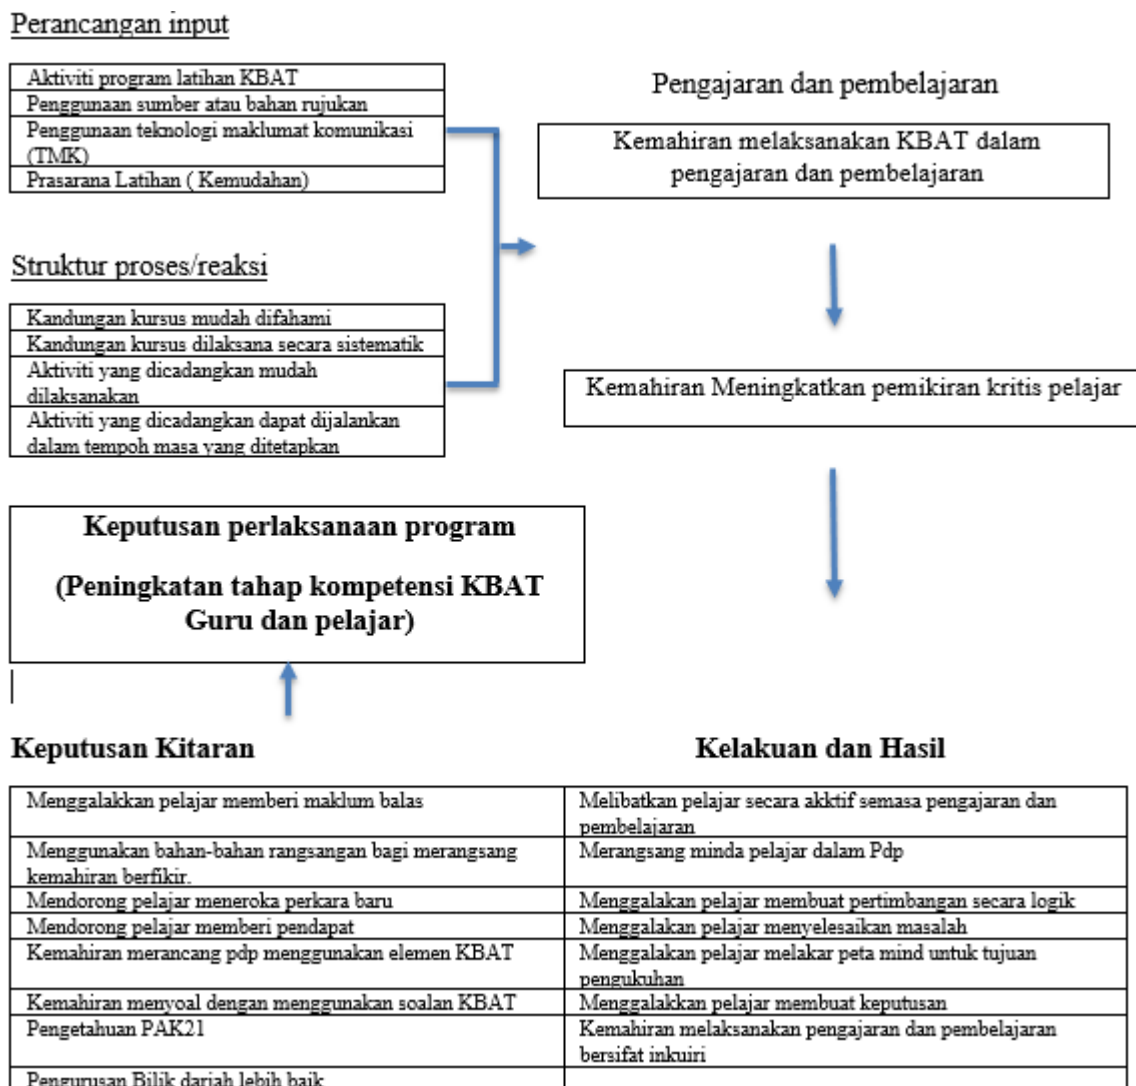 Perancangan input
Aktiviti program latihan KBAT
Penggunaan sumber atau bahan rujukan
Penggunaan teknologi maklumat komunikasi
(TMK)
Prasarana Latihan ( Kemudahan)
Pengajaran dan pembelajaran
Kemahiran melaksanakan KBAT dalam
pengajaran dan pembelajaran
Struktur proses/reaksi
Kandungan kursus mudah difahami
Kandungan kursus dilaksana secara sistematik
Aktiviti yang dicadangkan mudah
dilaksanakan
Aktiviti yang dicadangkan dapat dijalankan
dalam tempoh masa yang ditetapkan
Kemahiran Meningkatkan pemikiran kritis pelajar
Keputusan perlaksanaan program
(Peningkatan tahap kompetensi KBAT
Guru dan pelajar)
Keputusan Kitaran
Kelakuan dan Hasil
Menggalakkan pelajar memberi maklum balas
Melibatkan pelajar secara akktif semasa pengajaran dan
pembelajaran
Menggunakan bahan-bahan rangsangan bagi merangsang
kemahiran berfikir.
Merangsang minda pelajar dalam Pdp
Mendorong pelajar meneroka perkara baru
Menggalakan pelajar membuat pertimbangan secara logik
Mendorong pelajar memberi pendapat
Menggalakan pelajar menyelesaikan masalah
Kemahiran merancang pdp menggunakan elemen KBAT
Menggalakan pelajar melakar peta mind untuk tujuan
pengukuhan
Kemahiran menyoal dengan menggunakan soalan KBAT
Menggalakkan pelajar membuat keputusan
Pengetahuan PAK21
Kemahiran melaksanakan pengajaran dan pembelajaran
bersifat inkuiri
Pengurusan Bilik darjah lebih baik